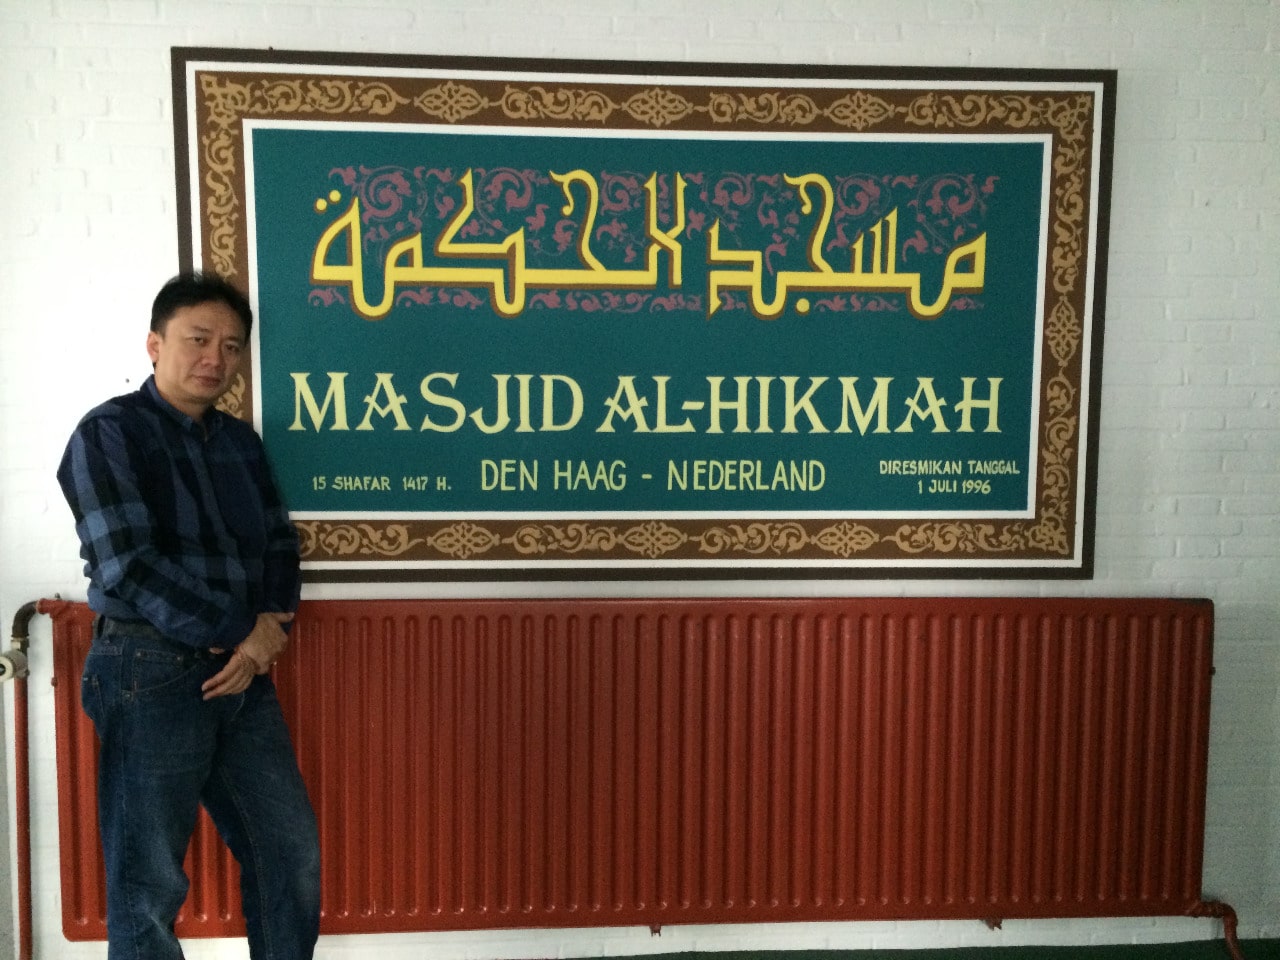 مسجد الحكمة
MASJID AL-HIKMAH
15 SHAFAR 1417 H. DEN HAAG - NEDERLAND DIRESMIKAN TANGGAL
1 JULI 1996